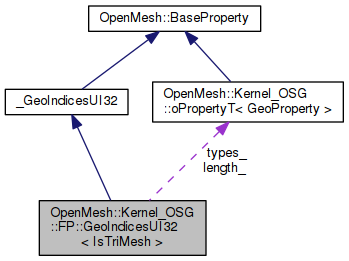 OpenMesh::BaseProperty
_GeoIndicesUI32
OpenMesh::Kernel_OSG
::oPropertyT< GeoProperty >
types_
length_
OpenMesh::Kernel_OSG
::FP::GeoIndicesUI32
< IsTriMesh >